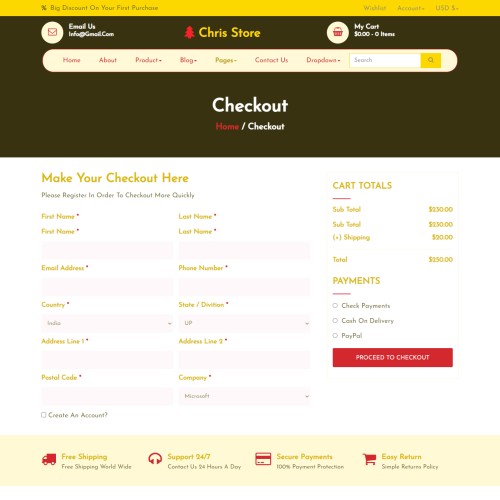 % Big Discount On Your First Purchase
Wishlist Account USD $
Email Us
Info@Gmail.Com
Chris Store
My Cart
$0.00 - 0 Items
Home About Product Blog Pages Contact Us Dropdown Search
Checkout
Home / Checkout
Make Your Checkout Here
Please Register In Order To Checkout More Quickly
First Name * Last Name *
First Name * Last Name *
Email Address * Phone Number *
Country * State / Divition *
India UP
Address Line 1 * Address Line 2 *
Postal Code * Company *
Microsoft
Create An Account?
CART TOTALS
Sub Total $230.00
Sub Total $230.00
(+) Shipping $20.00
Total $250.00
PAYMENTS
Check Payments
Cash On Delivery
PayPal
PROCEED TO CHECKOUT
Free Shipping
Free Shipping World Wide
Support 24/7
Contact Us 24 Hours A Day
Secure Payments
100% Payment Protection
Easy Return
Simple Returns Policy